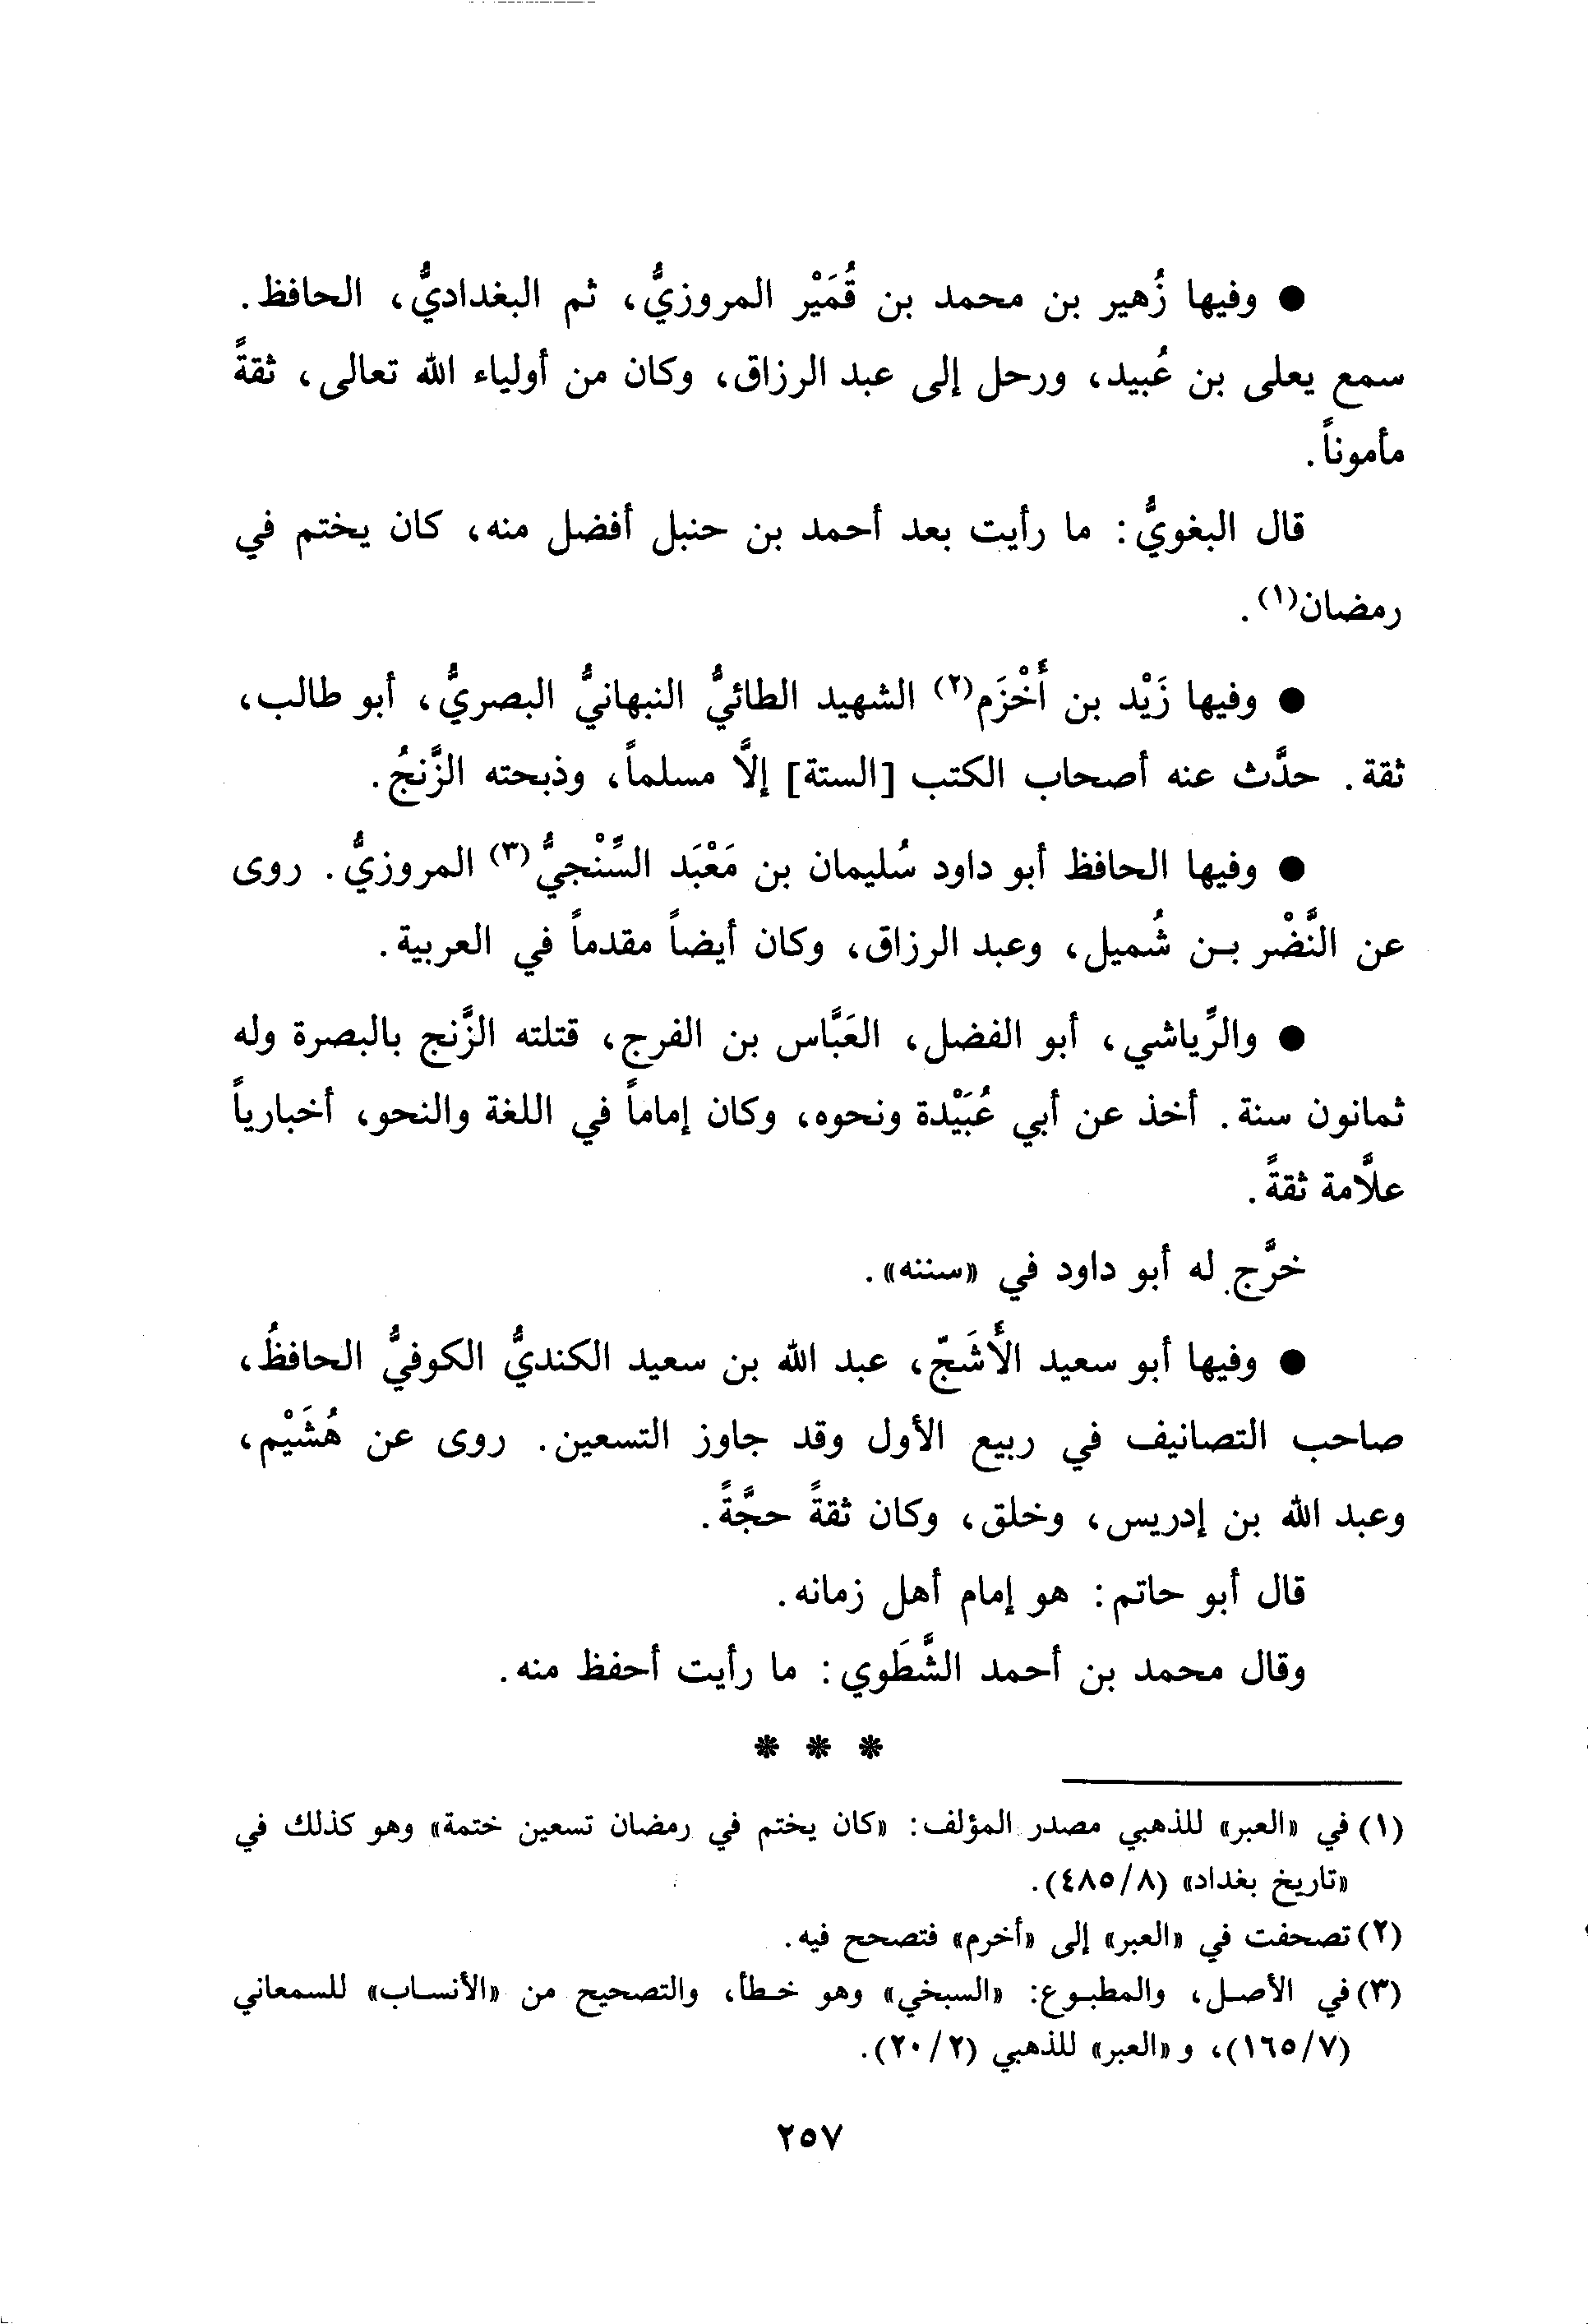 ● وفيها زُهير بن محمد بن قُمَيْر المروزيُّ، ثم البغداديُّ، الحافظ.
سمع يعلى بن عُبيد، ورحل إلى عبد الرزاق، وكان من أولياء الله تعالى، ثقةً
مأموناً.
قال البغويُّ: ما رأيت بعد أحمد بن حنبل أفضل منه، كان يختم في
رمضان(١).
● وفيها زَيْد بن أَخْزَم(٢) الشهيد الطائيُّ النبهانيُّ البصريُّ، أبو طالب،
ثقة. حدَّث عنه أصحاب الكتب [الستة] إلَّا مسلماً، وذبحته الزَّنجُ.
● وفيها الحافظ أبو داود سُليمان بن مَعْبَد السِّنْجيُّ(٣) المروزيُّ. روى
عن النَّضْر بن شُميل، وعبد الرزاق، وكان أيضاً مقدماً في العربية.
● والرِّياشي، أبو الفضل، العَبَّاس بن الفرج، قتلته الزَّنج بالبصرة وله
ثمانون سنة. أخذ عن أبي عُبَيْدة ونحوه، وكان إماماً في اللغة والنحو، أخبارياً
علاَّمة ثقةً.
خرَّج له أبو داود في «سننه».
● وفيها أبو سعيد الأَشَجّ، عبد الله بن سعيد الكنديُّ الكوفيُّ الحافظُ،
صاحب التصانيف في ربيع الأول وقد جاوز التسعين. روى عن هُشَيْم،
وعبد الله بن إدريس، وخلق، وكان ثقةً حجَّةً.
قال أبو حاتم: هو إمام أهل زمانه.
وقال محمد بن أحمد الشَّطَوي: ما رأيت أحفظ منه.
* * *
(١) في «العبر» للذهبي مصدر المؤلف: «كان يختم في رمضان تسعين ختمة» وهو كذلك في
«تاريخ بغداد» (٤٨٥/٨).
(٢) تصحفت في «العبر» إلى «أخرم» فتصحح فيه.
(٣) في الأصل، والمطبوع: «السبخي» وهو خطأ، والتصحيح من «الأنساب» للسمعاني
(١٦٥/٧)، و«العبر» للذهبي (٢٠/٢).
٢٥٧